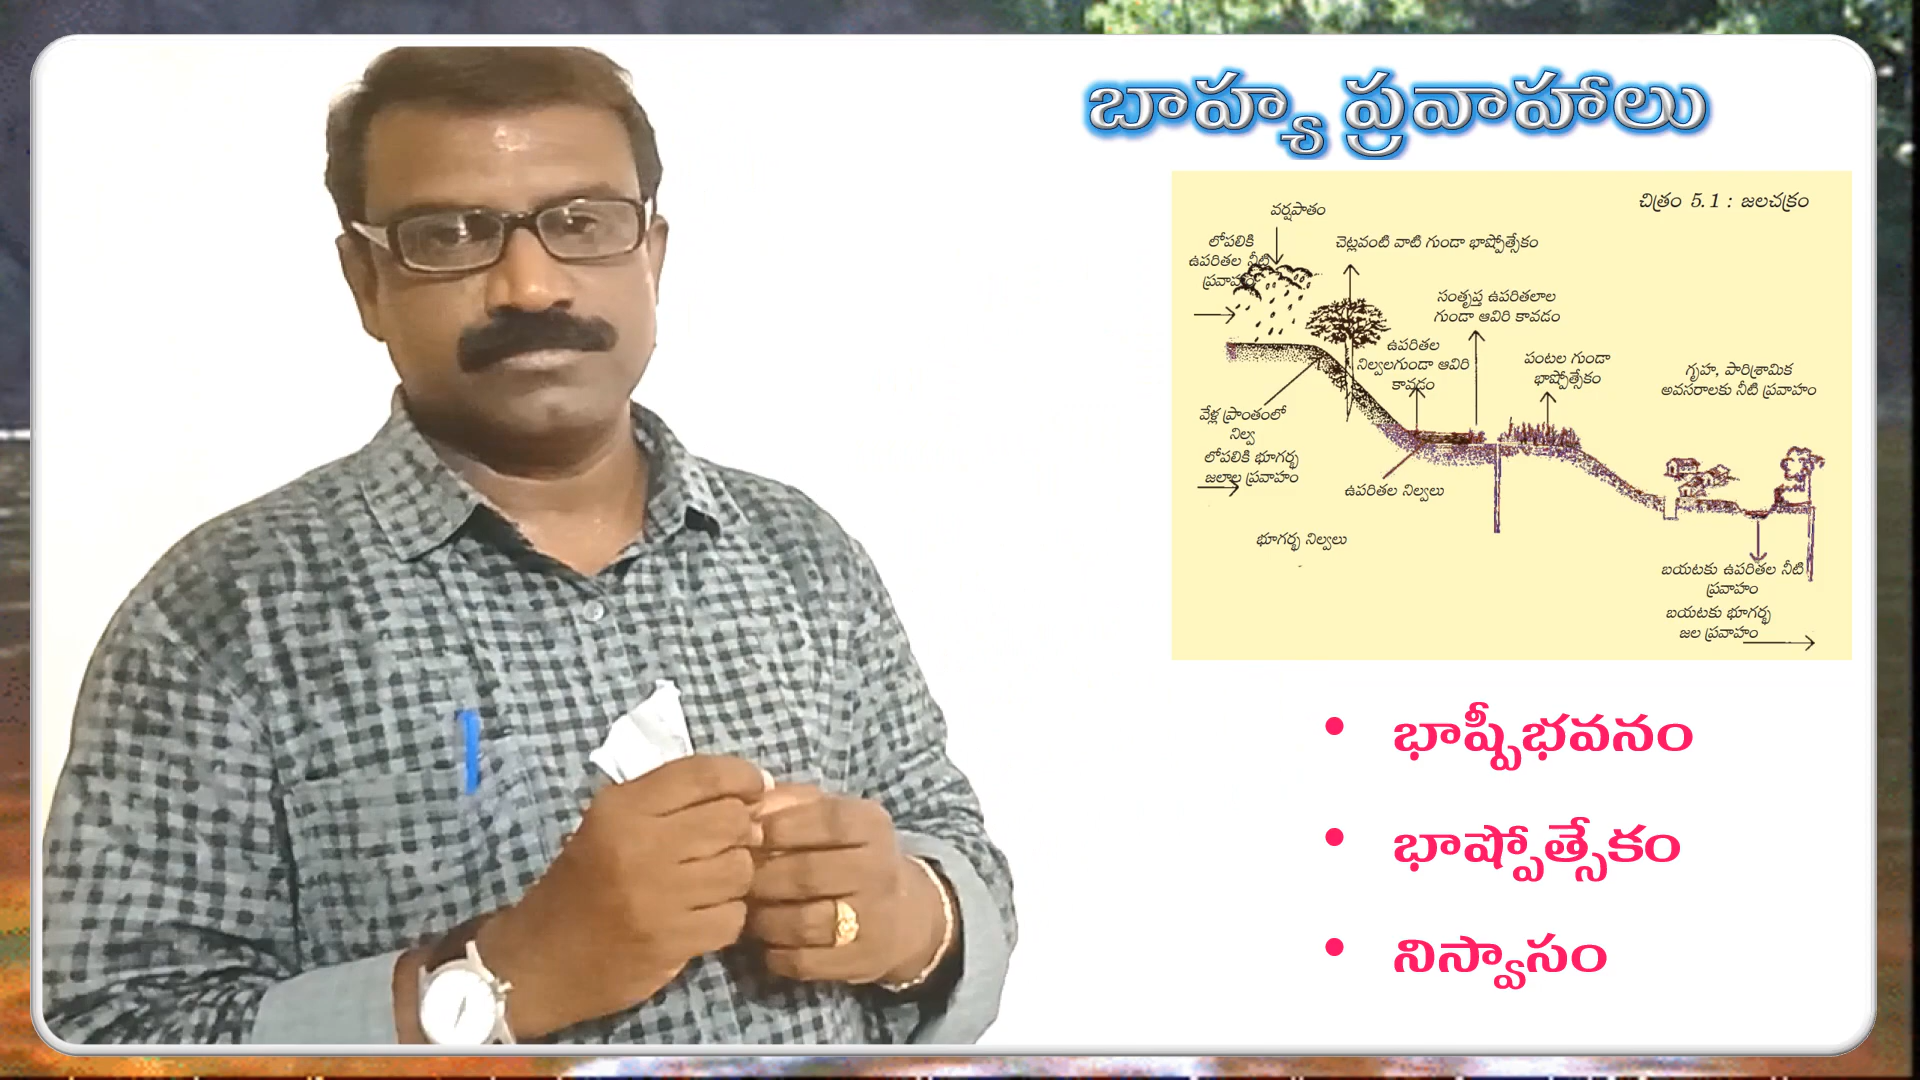 బాహ్య ప్రవాహాలు
చిత్రం 5.1 : జలచక్రం
వర్షపాతం
లోపలికి
ఉపరితల నీటి
ప్రవాహం
చెట్లవంటి వాటి గుండా భాష్పోత్సేకం
సంతృప్త ఉపరితలాల
గుండా ఆవిరి కావడం
ఉపరితల
నిల్వలగుండా ఆవిరి
కావడం
పంటల గుండా
భాష్పోత్సేకం
గృహ, పారిశ్రామిక
అవసరాలకు నీటి ప్రవాహం
వేళ్ల ప్రాంతంలో
నిల్వ
లోపలికి భూగర్భ
జలాల ప్రవాహం
ఉపరితల నిల్వలు
భూగర్భ నిల్వలు
బయటకు ఉపరితల నీటి
ప్రవాహం
బయటకు భూగర్భ
జల ప్రవాహం
• భాష్పీభవనం
• భాష్పోత్సేకం
• నిస్వాసం